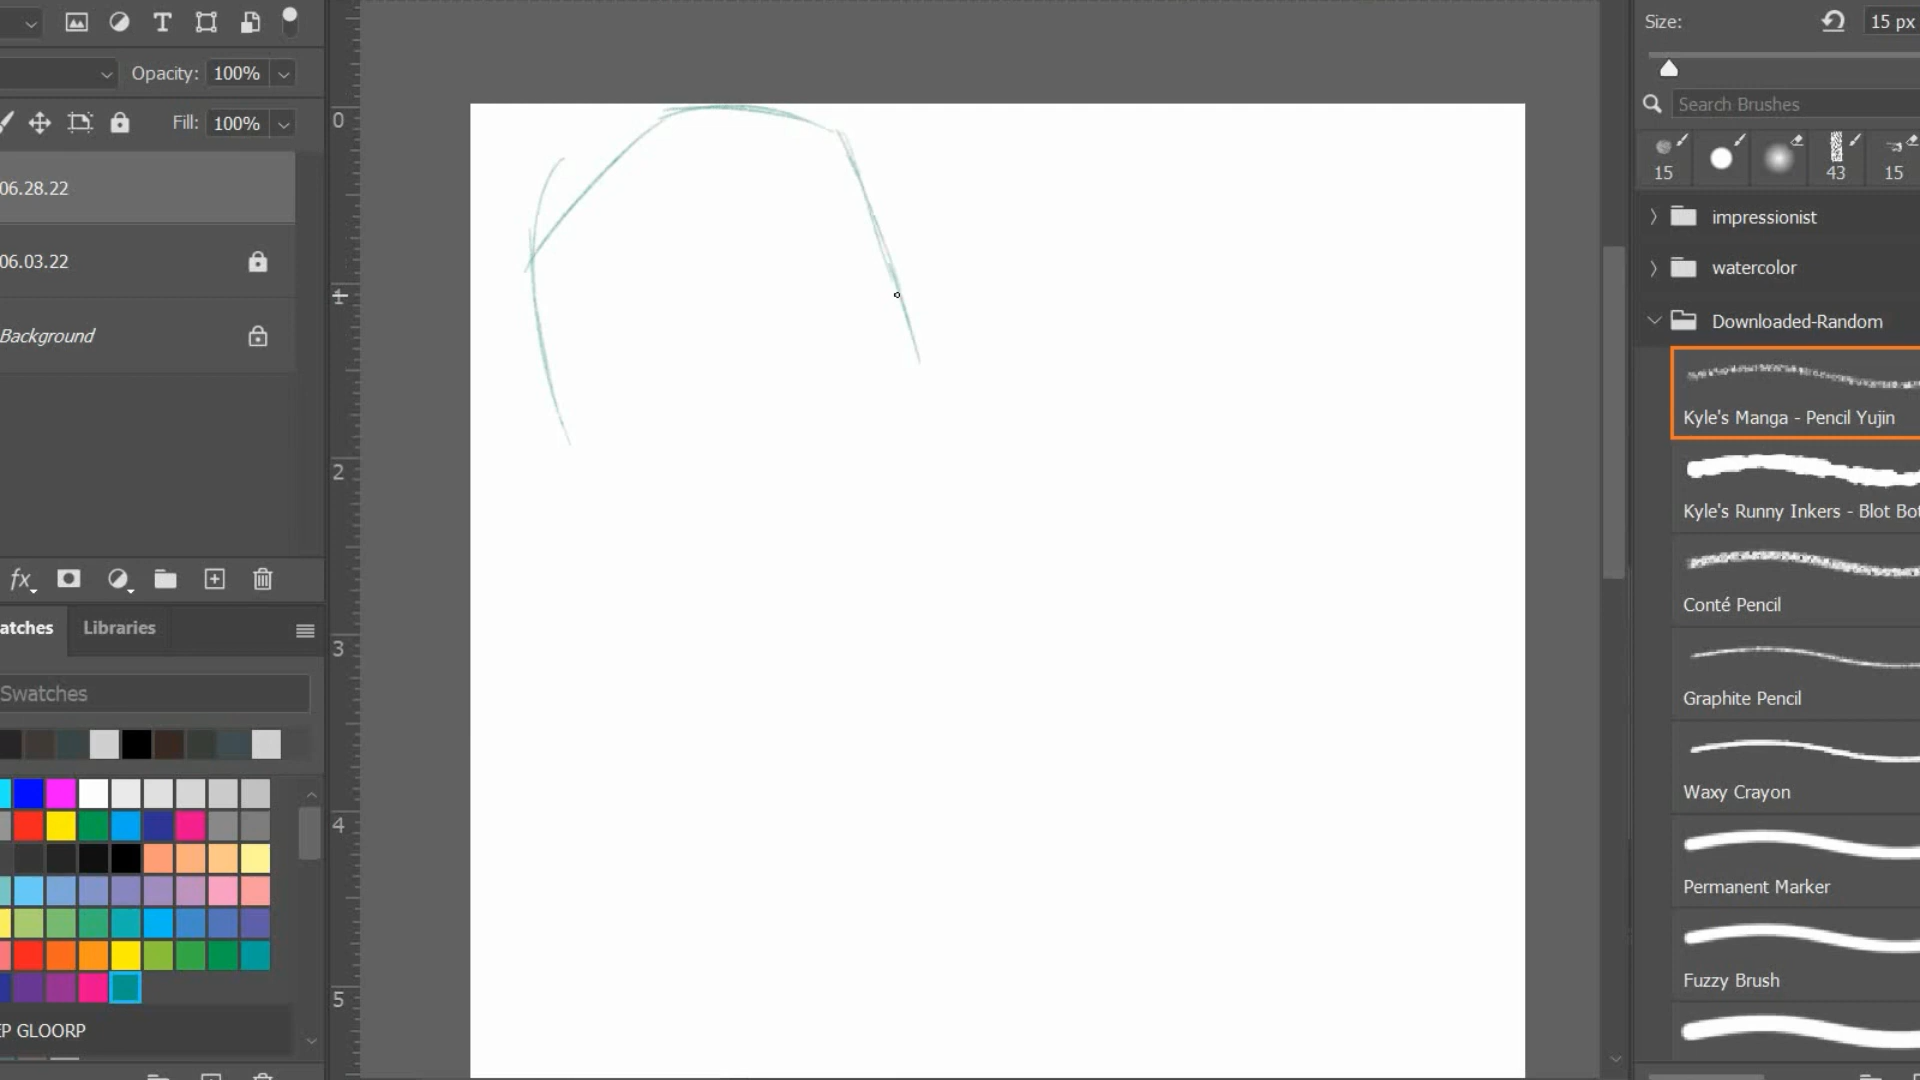 Opacity: 100%
Fill: 100%
06.28.22
06.03.22
Background
fx
atches
Libraries
Swatches
EP GLOORP
0
1
2
3
4
5
Size:
15 px
Search Brushes
15
43
15
impressionist
watercolor
Downloaded-Random
Kyle's Manga - Pencil Yujin
Kyle's Runny Inkers - Blot Bot
Conté Pencil
Graphite Pencil
Waxy Crayon
Permanent Marker
Fuzzy Brush